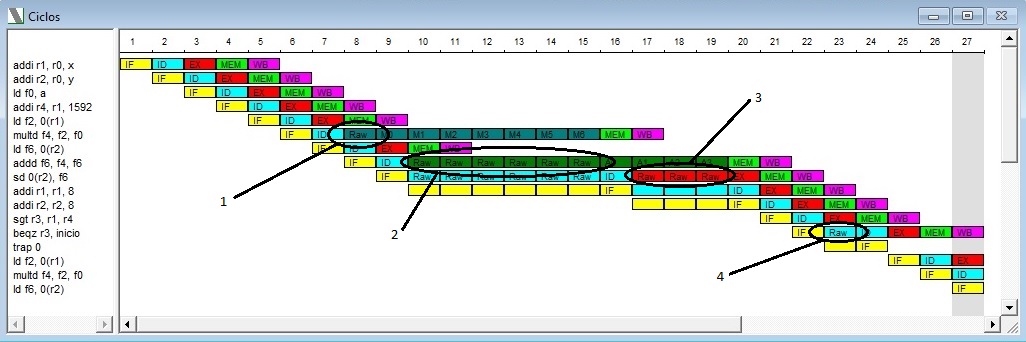 Ciclos
1 2 3 4 5 6 7 8 9 10 11 12 13 14 15 16 17 18 19 20 21 22 23 24 25 26 27
addi r1, r0, x IF ID EX MEM WB
addi r2, r0, y IF ID EX MEM WB
ld f0, a IF ID EX MEM WB
addi r4, r1, 1592 IF ID EX MEM WB
ld f2, 0(r1) IF ID EX MEM WB
multd f4, f2, f0 IF ID Raw M1 M2 M3 M4 M5 M6 MEM WB
ld f6, 0(r2) IF ID EX MEM WB
addd f6, f4, f6 IF ID Raw Raw Raw Raw Raw Raw A1 A2 A3 MEM WB
sd 0(r2), f6 IF Raw Raw Raw Raw Raw Raw ID Raw Raw Raw EX MEM WB
addi r1, r1, 8 IF ID EX MEM WB
addi r2, r2, 8 IF ID EX MEM WB
sgt r3, r1, r4 IF ID EX MEM WB
beqz r3, inicio IF Raw EX MEM WB
trap 0 IF
ld f2, 0(r1) IF ID EX
multd f4, f2, f0 IF ID
ld f6, 0(r2) IF
1
2
3
4